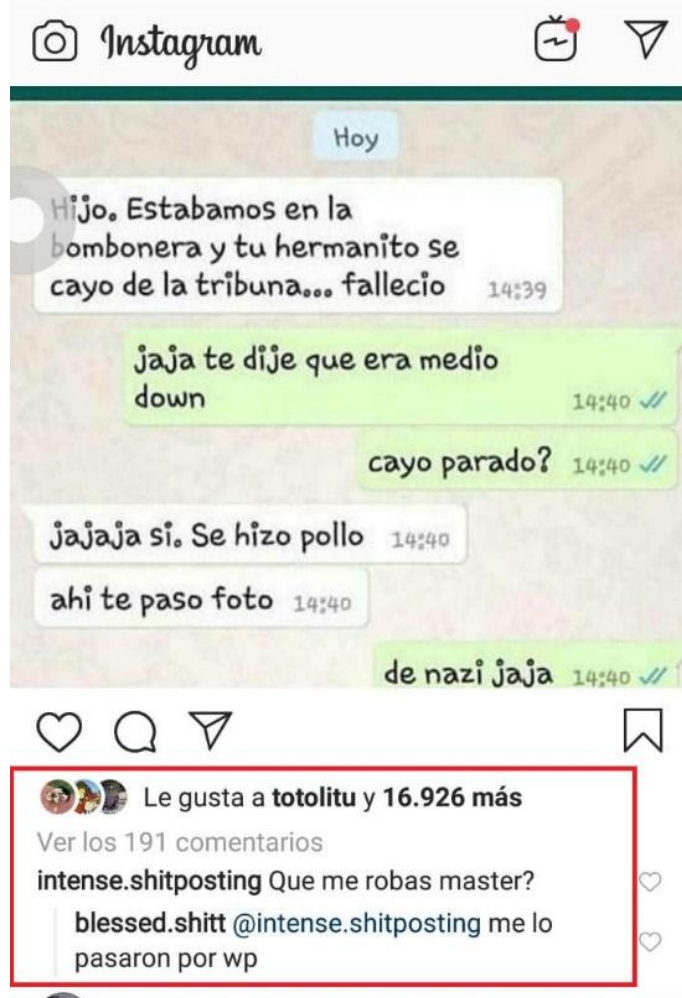 Instagram
Hoy
Hijo. Estabamos en la
bombonera y tu hermanito se
cayo de la tribuna... fallecio 14:39
jaja te dije que era medio
down 14:40
cayo parado? 14:40
jajaja si. Se hizo pollo 14:40
ahi te paso foto 14:40
de nazi jaja 14:40
Le gusta a totolitu y 16.926 más
Ver los 191 comentarios
intense.shitposting Que me robas master?
blessed.shitt @intense.shitposting me lo
pasaron por wp